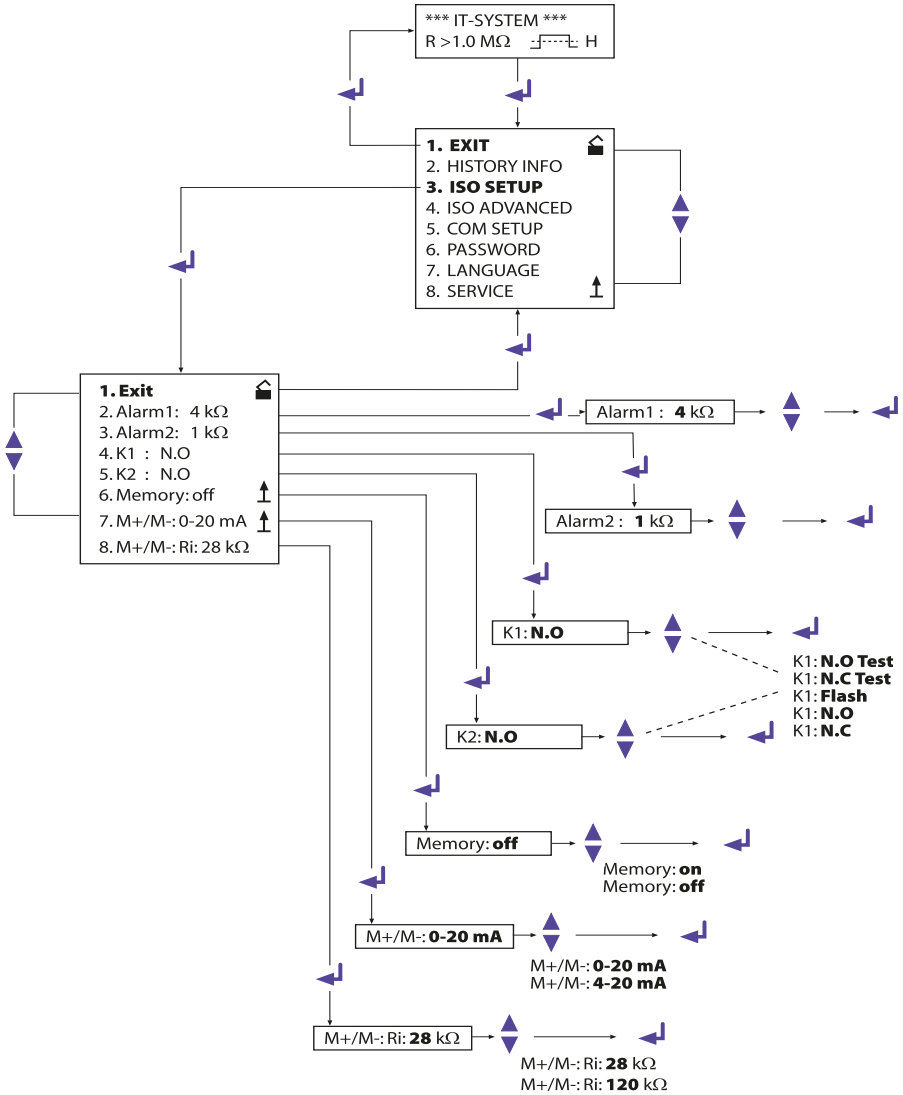 *** IT-SYSTEM ***
R >1.0 MΩ H
1. EXIT
2. HISTORY INFO
3. ISO SETUP
4. ISO ADVANCED
5. COM SETUP
6. PASSWORD
7. LANGUAGE
8. SERVICE
1. Exit
2. Alarm1: 4 kΩ
3. Alarm2: 1 kΩ
4. K1 : N.O
5. K2 : N.O
6. Memory: off
7. M+/M-: 0-20 mA
8. M+/M-: Ri: 28 kΩ
Alarm1 : 4 kΩ
Alarm2 : 1 kΩ
K1: N.O
K1: N.O Test
K1: N.C Test
K1: Flash
K1: N.O
K1: N.C
K2: N.O
Memory: off
Memory: on
Memory: off
M+/M-: 0-20 mA
M+/M-: 0-20 mA
M+/M-: 4-20 mA
M+/M-: Ri: 28 kΩ
M+/M-: Ri: 28 kΩ
M+/M-: Ri: 120 kΩ